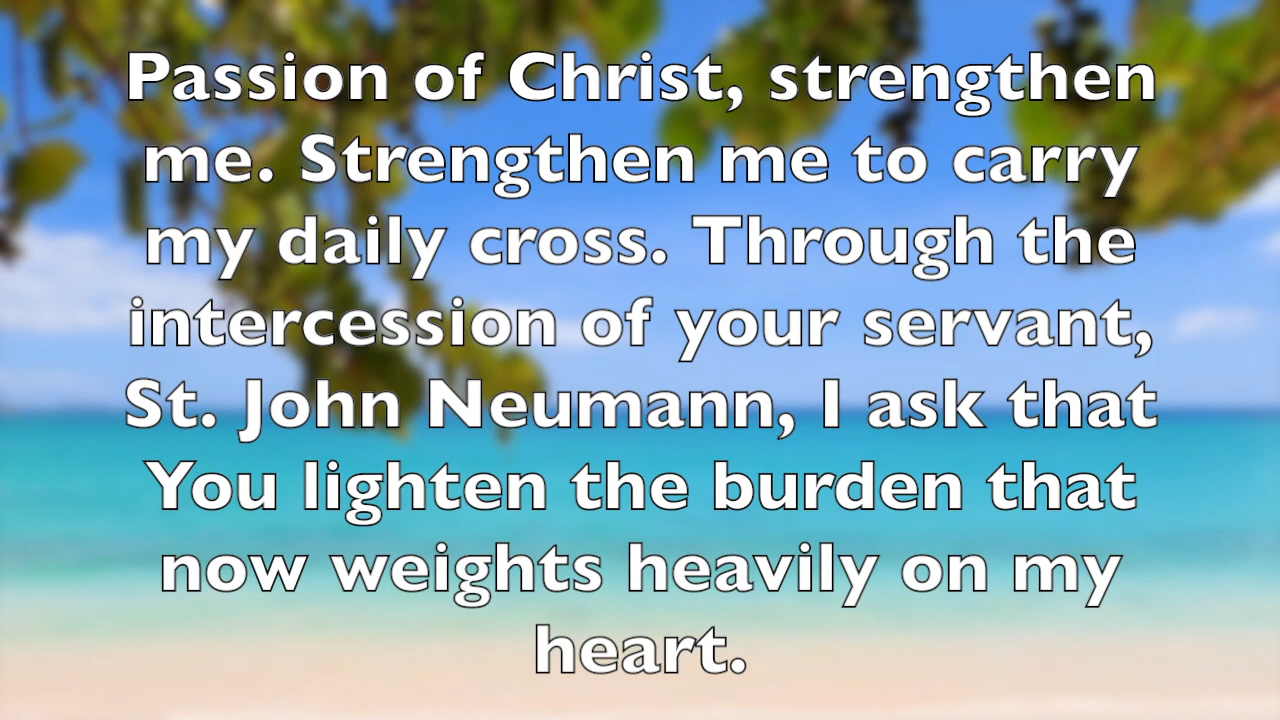 Passion of Christ, strengthen
me. Strengthen me to carry
my daily cross. Through the
intercession of your servant,
St. John Neumann, I ask that
You lighten the burden that
now weights heavily on my
heart.